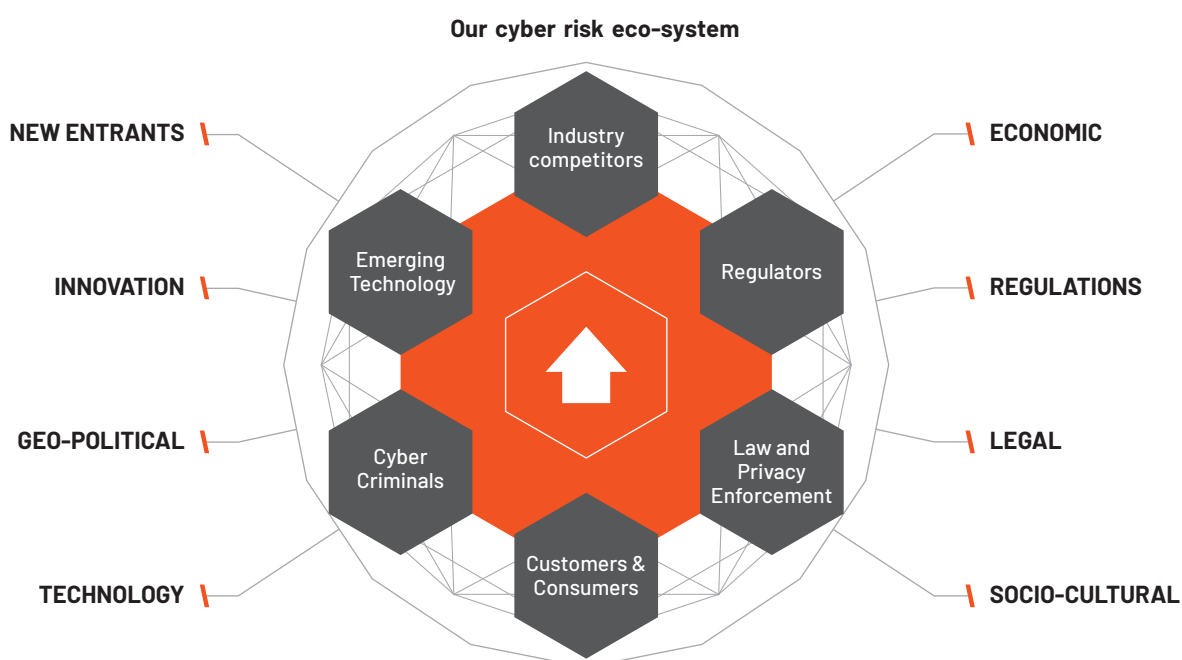 Our cyber risk eco-system
NEW ENTRANTS
INNOVATION
GEO-POLITICAL
TECHNOLOGY
Industry
competitors
Emerging
Technology
Regulators
Cyber
Criminals
Law and
Privacy
Enforcement
Customers &
Consumers
ECONOMIC
REGULATIONS
LEGAL
SOCIO-CULTURAL